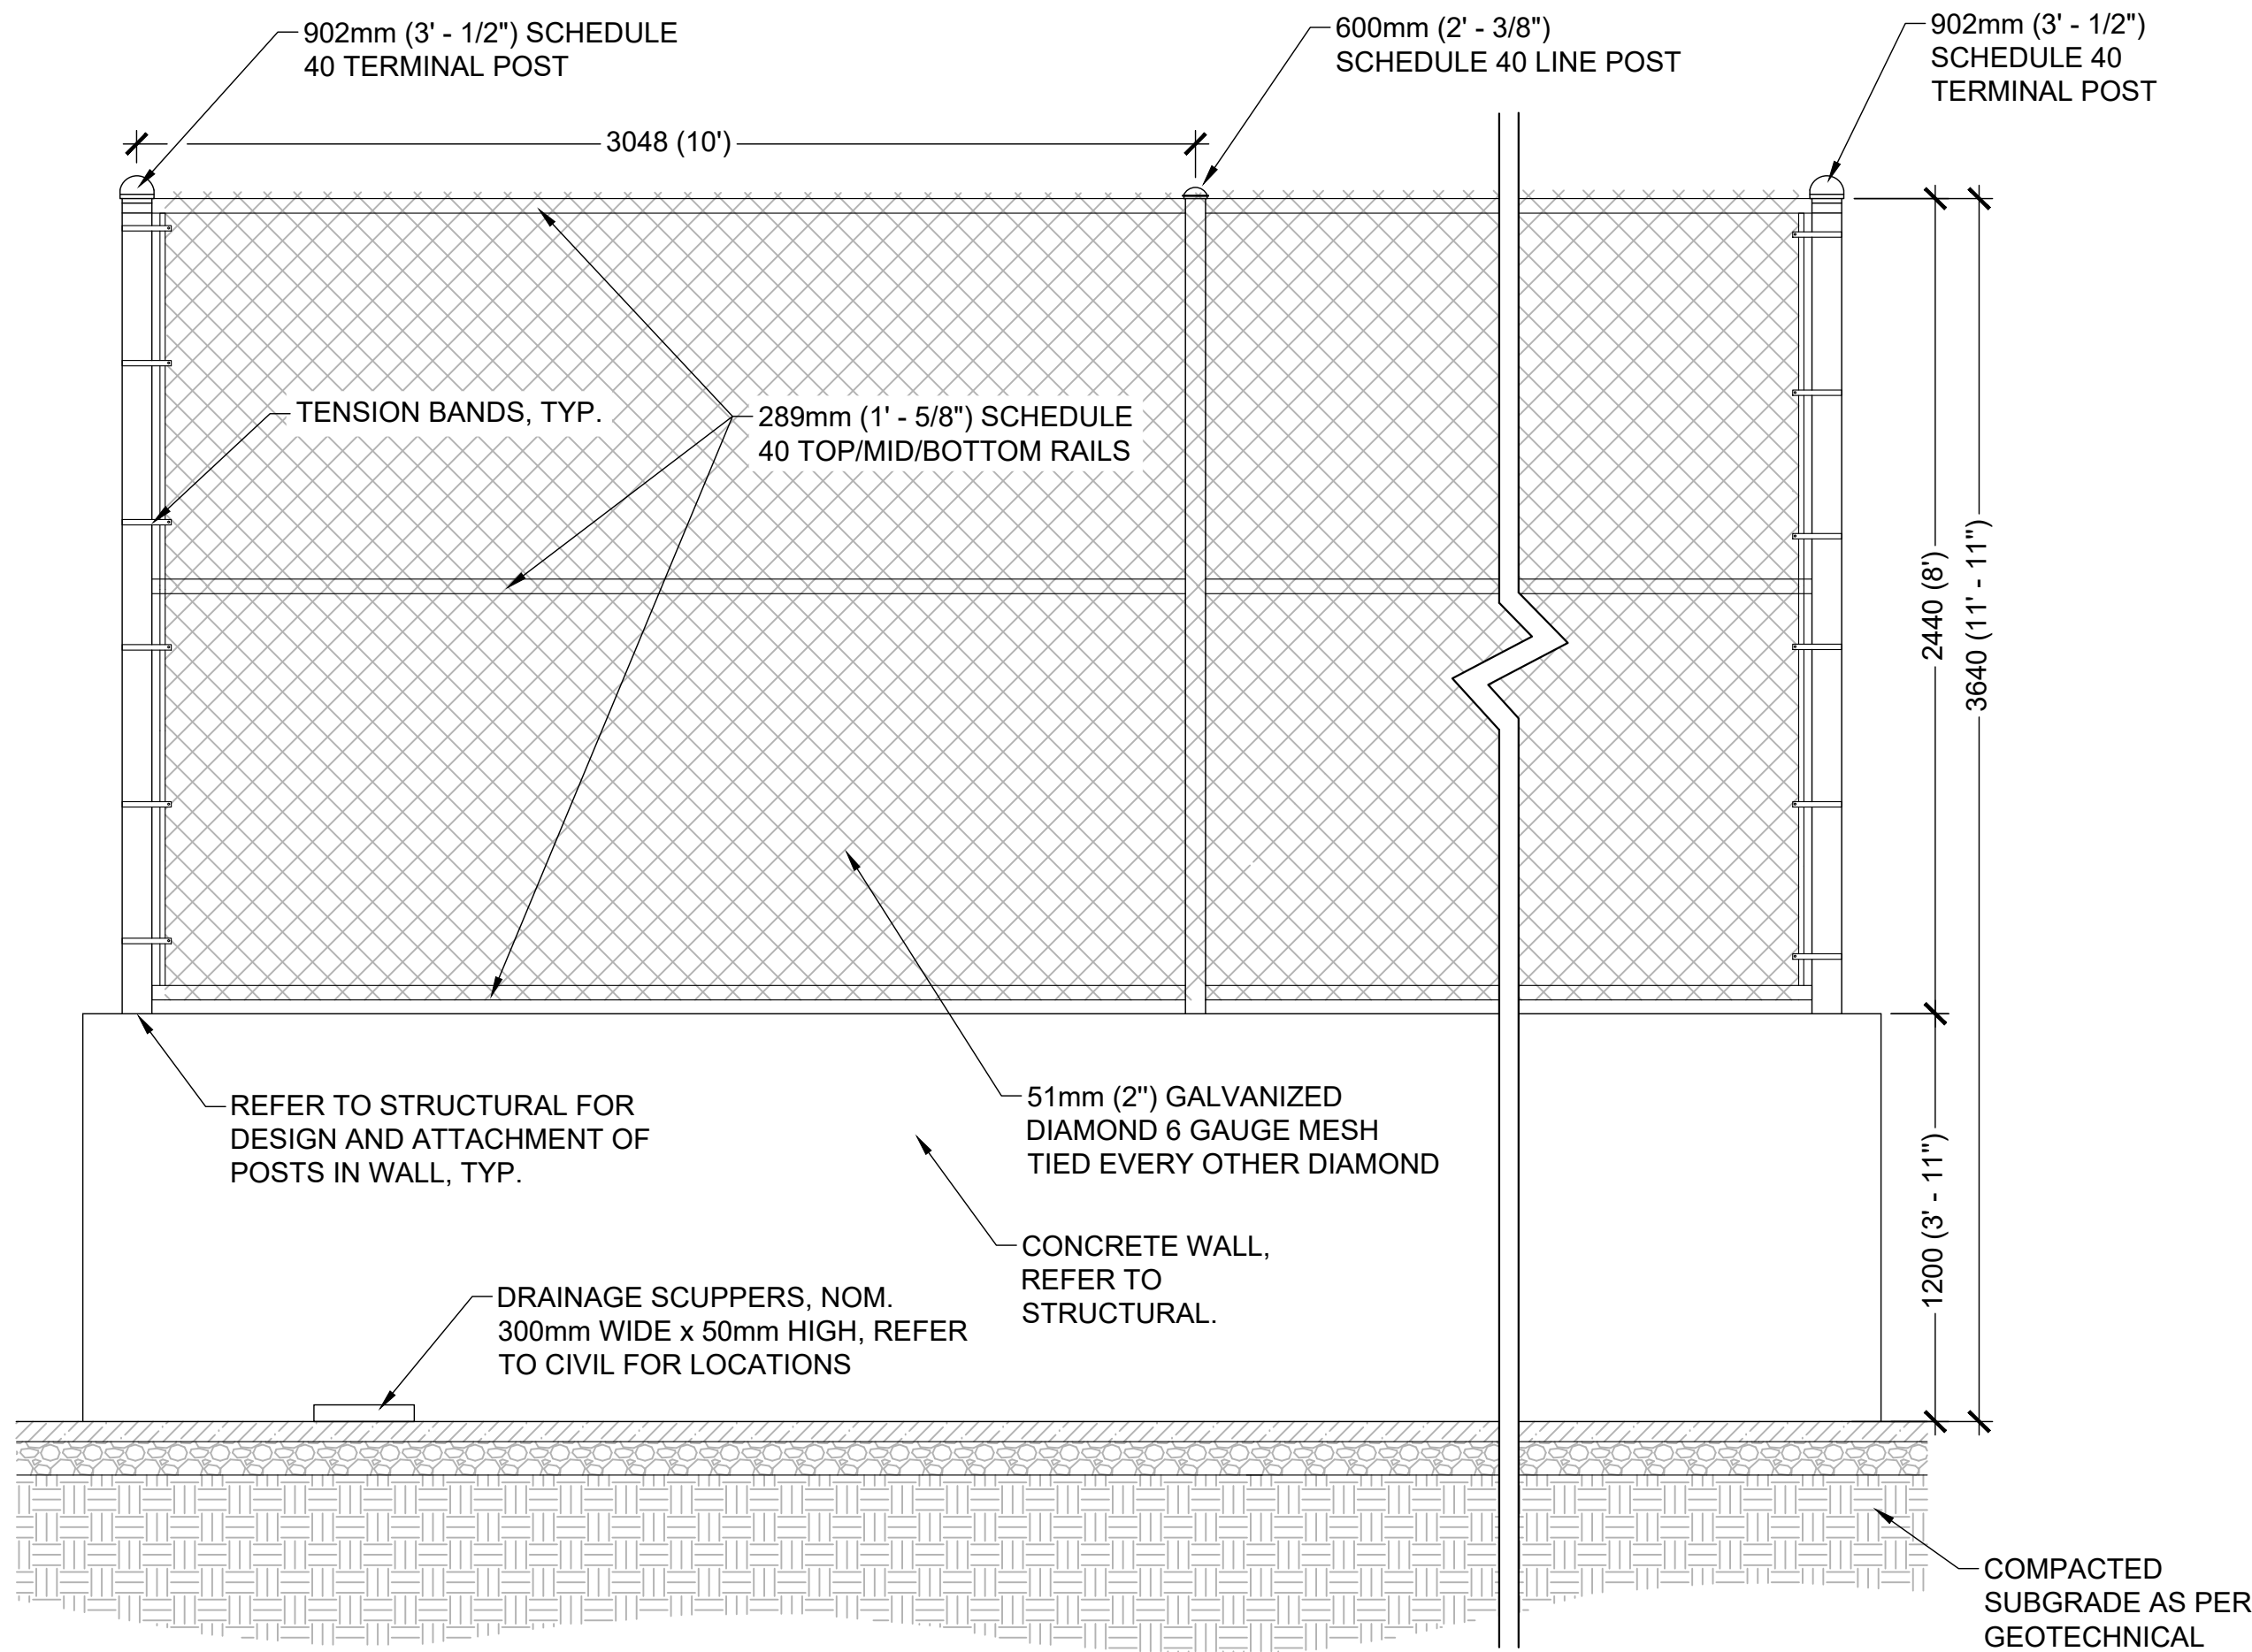 902mm (3' - 1/2") SCHEDULE
40 TERMINAL POST
600mm (2' - 3/8")
SCHEDULE 40 LINE POST
902mm (3' - 1/2")
SCHEDULE 40
TERMINAL POST
3048 (10')
TENSION BANDS, TYP.
289mm (1' - 5/8") SCHEDULE
40 TOP/MID/BOTTOM RAILS
2440 (8')
3640 (11' - 11")
REFER TO STRUCTURAL FOR
DESIGN AND ATTACHMENT OF
POSTS IN WALL, TYP.
51mm (2") GALVANIZED
DIAMOND 6 GAUGE MESH
TIED EVERY OTHER DIAMOND
1200 (3' - 11")
CONCRETE WALL,
REFER TO
STRUCTURAL.
DRAINAGE SCUPPERS, NOM.
300mm WIDE x 50mm HIGH, REFER
TO CIVIL FOR LOCATIONS
COMPACTED
SUBGRADE AS PER
GEOTECHNICAL